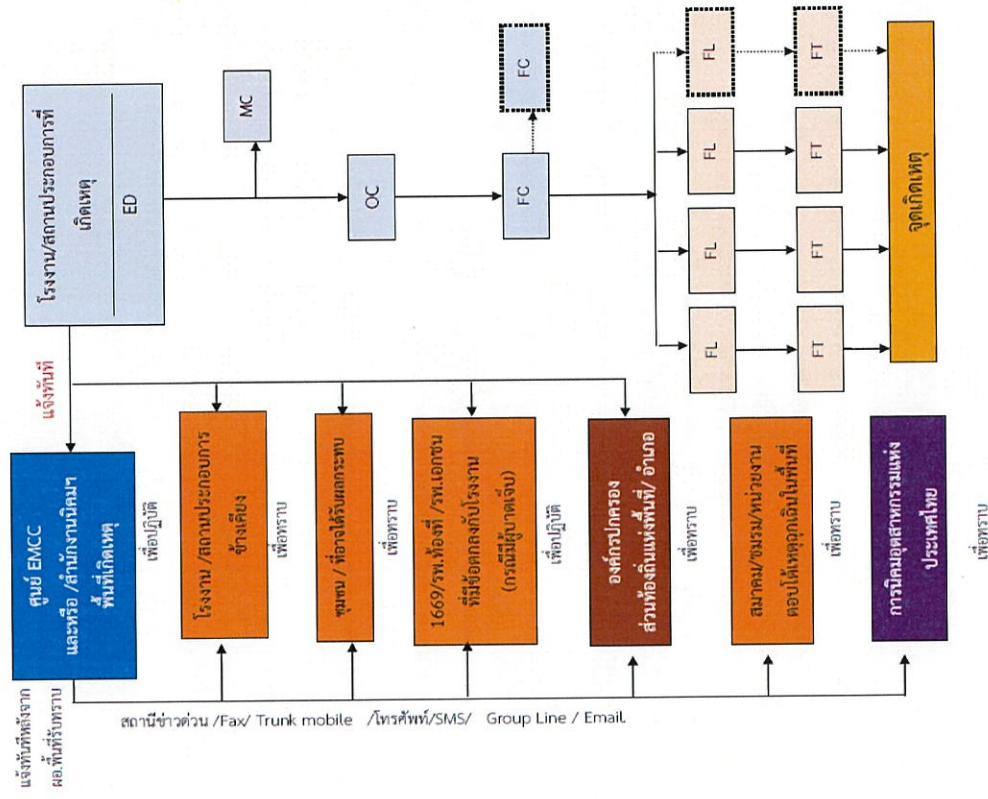 โรงงาน/สถานประกอบการที่
เกิดเหตุ
ED
MC
OC
FC
FC
FL
FL
FL
FL
FT
FT
FT
FT
จุดเกิดเหตุ
แจ้งทันที
ศูนย์ EMCC
และหรือ /สำนักงานนิคมฯ
พื้นที่เกิดเหตุ
เพื่อปฏิบัติ
โรงงาน /สถานประกอบการ
ข้างเคียง
เพื่อทราบ
ชุมชน / ที่อาจได้รับผลกระทบ
เพื่อทราบ
1669/รพ.ท้องที่ /รพ.เอกชน
ที่มีข้อตกลงกับโรงงาน
(กรณีมีผู้บาดเจ็บ)
เพื่อปฏิบัติ
องค์กรปกครอง
ส่วนท้องถิ่นแห่งพื้นที่/ อำเภอ
เพื่อทราบ
สมาคม/ชมรม/หน่วยงาน
ตอบโต้เหตุฉุกเฉินในพื้นที่
เพื่อทราบ
การนิคมอุตสาหกรรมแห่ง
ประเทศไทย
เพื่อทราบ
แจ้งทันทีหลังจาก
ผอ.พื้นที่รับทราบ
สถานีข่าวด่วน /Fax/ Trunk mobile /โทรศัพท์/SMS/ Group Line / Email